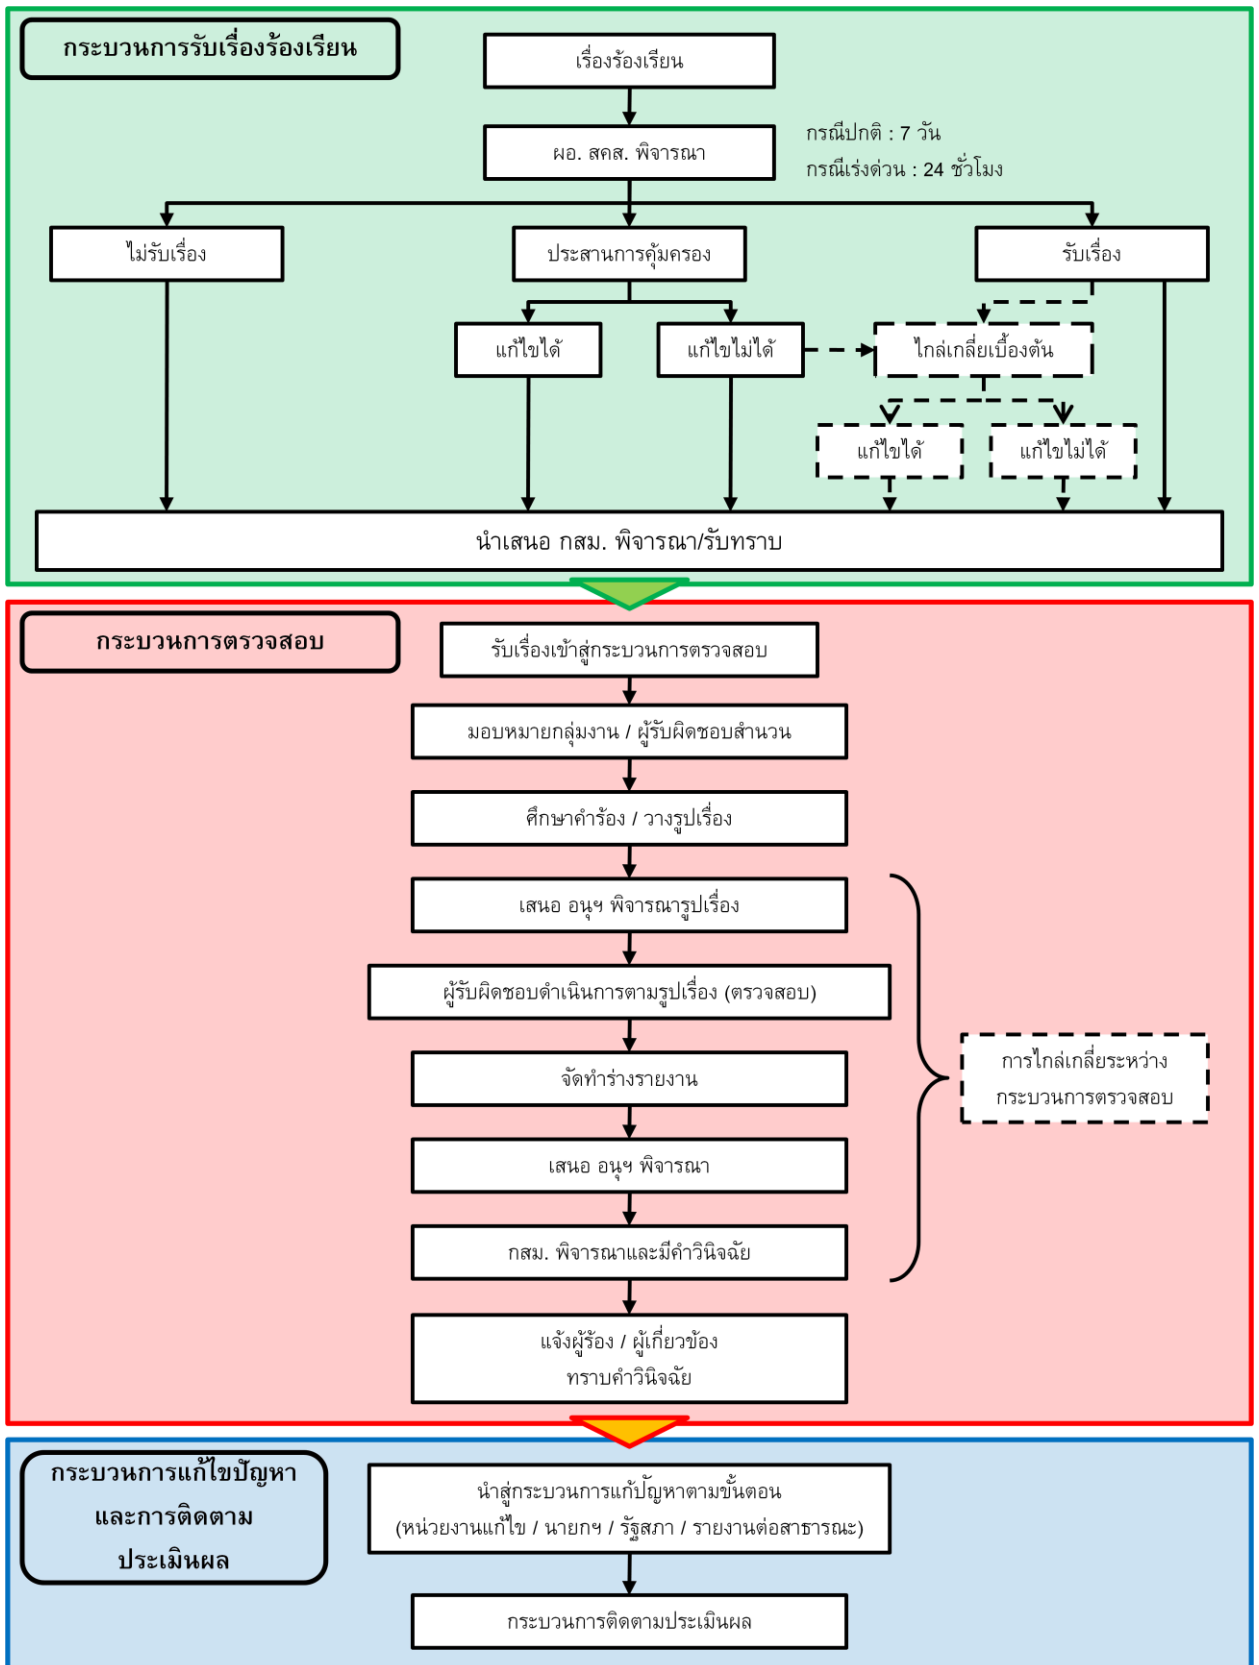 กระบวนการรับเรื่องร้องเรียน
เรื่องร้องเรียน
ผอ. สคส. พิจารณา
กรณีปกติ : 7 วัน
กรณีเร่งด่วน : 24 ชั่วโมง
ไม่รับเรื่อง
ประสานการคุ้มครอง
รับเรื่อง
แก้ไขได้
แก้ไขไม่ได้
ไกล่เกลี่ยเบื้องต้น
แก้ไขได้
แก้ไขไม่ได้
นำเสนอ กสม. พิจารณา/รับทราบ
กระบวนการตรวจสอบ
รับเรื่องเข้าสู่กระบวนการตรวจสอบ
มอบหมายกลุ่มงาน / ผู้รับผิดชอบสำนวน
ศึกษาคำร้อง / วางรูปเรื่อง
เสนอ อนุฯ พิจารณารูปเรื่อง
ผู้รับผิดชอบดำเนินการตามรูปเรื่อง (ตรวจสอบ)
จัดทำร่างรายงาน
เสนอ อนุฯ พิจารณา
กสม. พิจารณาและมีคำวินิจฉัย
แจ้งผู้ร้อง / ผู้เกี่ยวข้อง
ทราบคำวินิจฉัย
การไกล่เกลี่ยระหว่าง
กระบวนการตรวจสอบ
กระบวนการแก้ไขปัญหา
และการติดตาม
ประเมินผล
นำสู่กระบวนการแก้ปัญหาตามขั้นตอน
(หน่วยงานแก้ไข / นายกฯ / รัฐสภา / รายงานต่อสาธารณะ)
กระบวนการติดตามประเมินผล